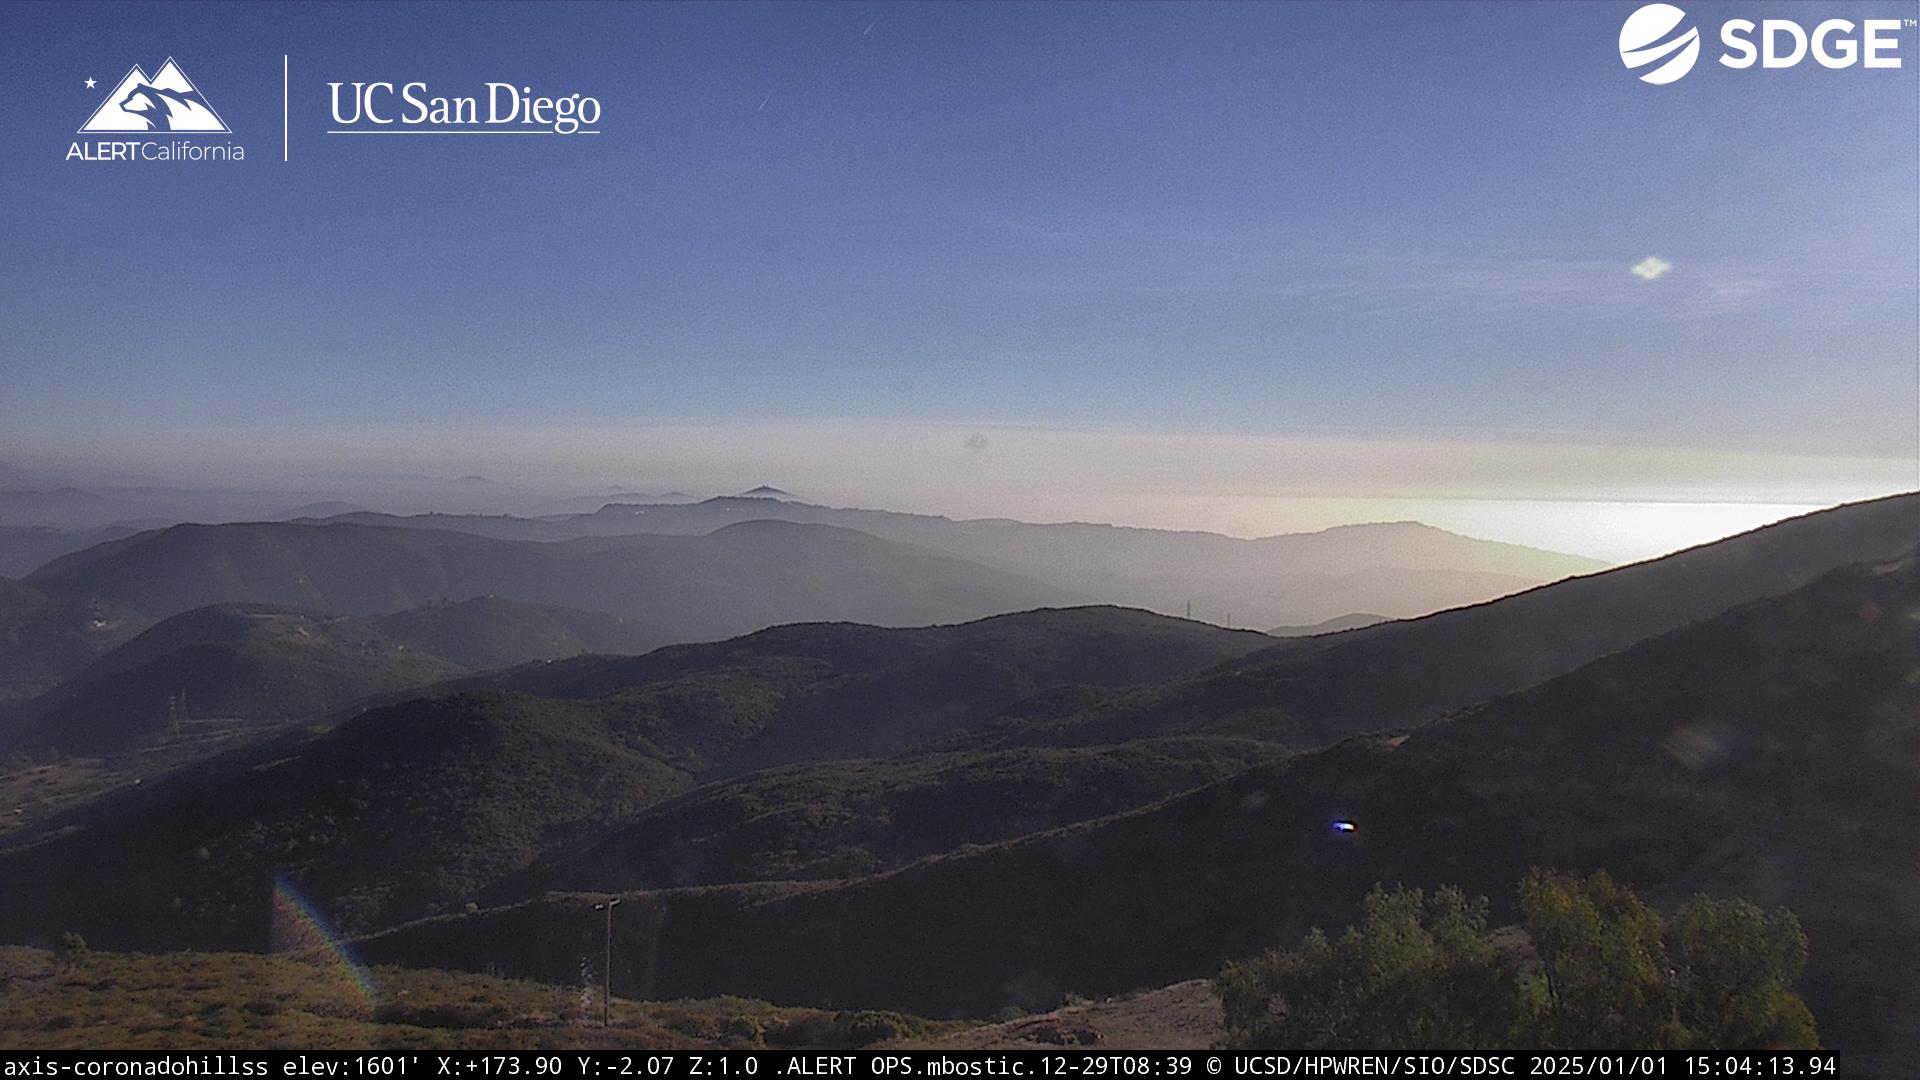 ALERTCalifornia
UC San Diego
SDGE™
axis-coronadohillss elev:1601' X:+173.90 Y:-2.07 Z:1.0 .ALERT OPS.mbostic.12-29T08:39 © UCSD/HPWREN/SIO/SDSC 2025/01/01 15:04:13.94